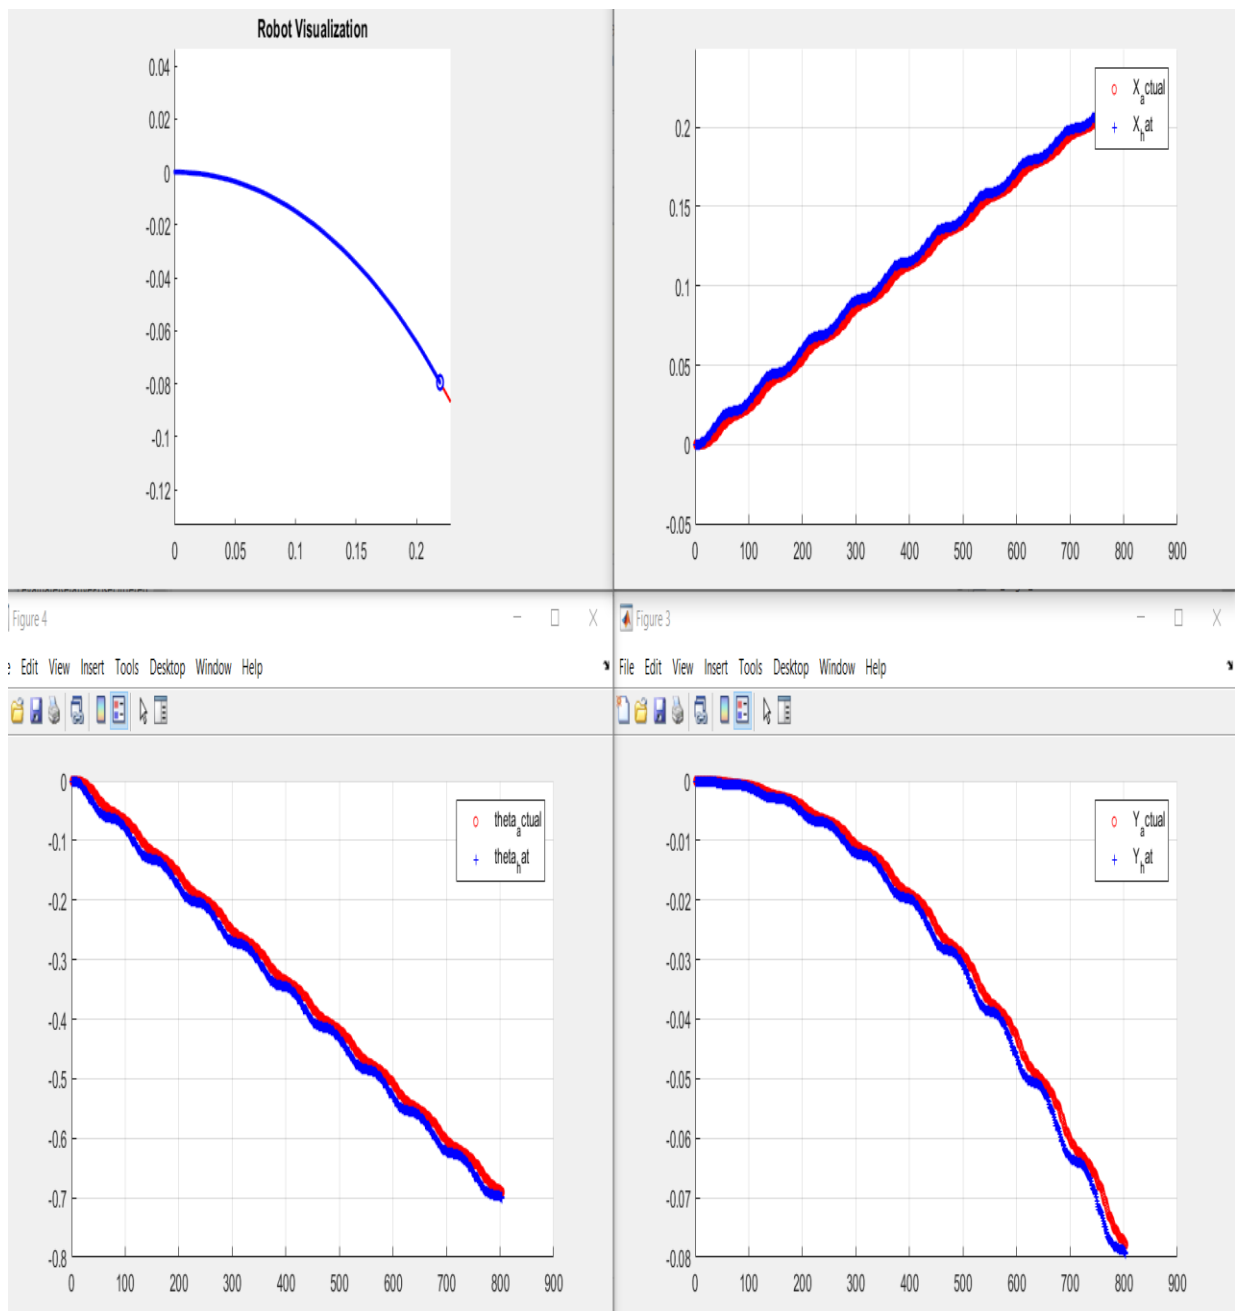 Robot Visualization
0.04
0.02
0
-0.02
-0.04
-0.06
-0.08
-0.1
-0.12
0 0.05 0.1 0.15 0.2
X_actual
X_hat
0.2
0.15
0.1
0.05
0
-0.05
0 100 200 300 400 500 600 700 800 900
Figure 4
Edit View Insert Tools Desktop Window Help
theta_actual
theta_hat
0
-0.1
-0.2
-0.3
-0.4
-0.5
-0.6
-0.7
-0.8
0 100 200 300 400 500 600 700 800 900
Figure 3
File Edit View Insert Tools Desktop Window Help
Y_actual
Y_hat
0
-0.01
-0.02
-0.03
-0.04
-0.05
-0.06
-0.07
-0.08
0 100 200 300 400 500 600 700 800 900